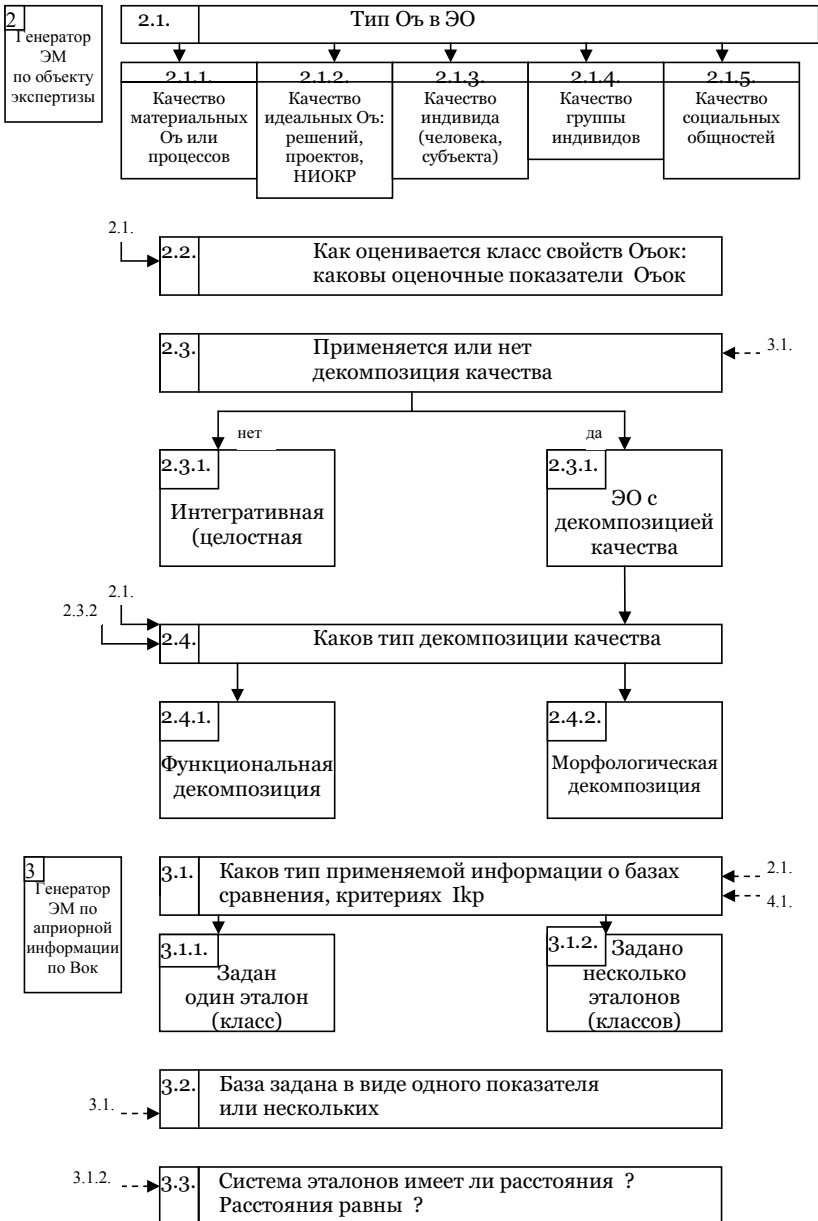 2
Генератор
ЭМ
по объекту
экспертизы
2.1. Тип Оъ в ЭО
2.1.1. 2.1.2. 2.1.3. 2.1.4. 2.1.5.
Качество
материальных
Оъ или
процессов
Качество
идеальных Оъ:
решений,
проектов,
НИОКР
Качество
индивида
(человека,
субъекта)
Качество
группы
индивидов
Качество
социальных
общностей
2.1.
2.2. Как оценивается класс свойств Оъок:
каковы оценочные показатели Оъок
2.3. Применяется или нет
декомпозиция качества
3.1.
нет
да
2.3.1.
Интегративная
(целостная
2.3.1.
ЭО с
декомпозицией
качества
2.1.
2.3.2
2.4. Каков тип декомпозиции качества
2.4.1.
Функциональная
декомпозиция
2.4.2.
Морфологическая
декомпозиция
3
Генератор
ЭМ по
априорной
информации
по Вок
3.1. Каков тип применяемой информации о базах
сравнения, критериях Ikp
2.1.
4.1.
3.1.1.
Задан
один эталон
(класс)
3.1.2. Задано
несколько
эталонов
(классов)
3.2. База задана в виде одного показателя
или нескольких
3.1.
3.1.2.
3.3. Система эталонов имеет ли расстояния ?
Расстояния равны ?